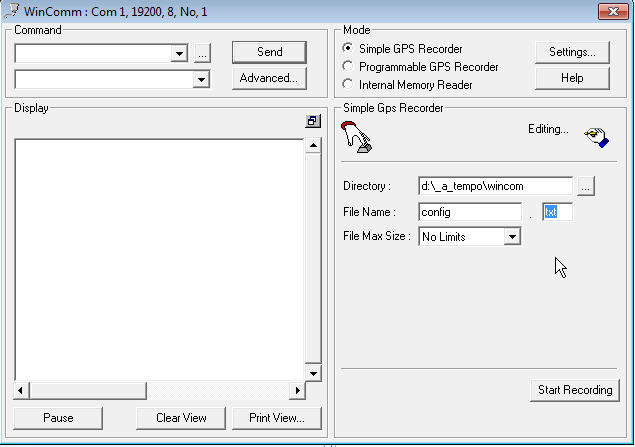 WinComm : Com 1, 19200, 8, No, 1
Command
...
Send
Advanced...
Display
Pause
Clear View
Print View...
Mode
Simple GPS Recorder
Programmable GPS Recorder
Internal Memory Reader
Settings...
Help
Simple Gps Recorder
Editing...
Directory : d:\_a_tempo\wincom ...
File Name : config . txt
File Max Size : No Limits
Start Recording